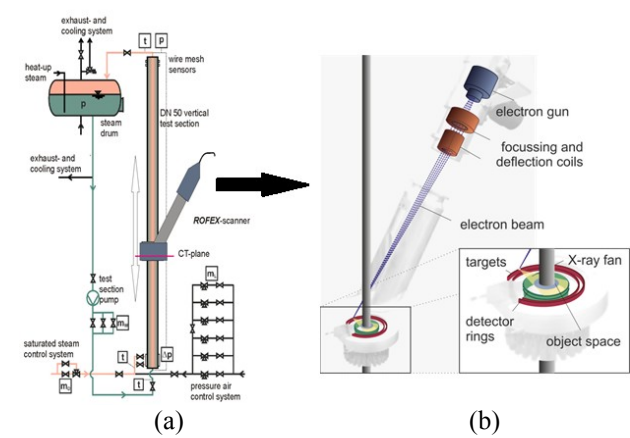 exhaust- and
cooling system
heat-up
steam
p
steam
drum
t
p
wire mesh
sensors
DN 50 vertical
test section
exhaust- and
cooling system
ROFEX-scanner
CT-plane
test
section
pump
saturated steam
control system
t
Δp
t
pressure air
control system
(a)
electron gun
focussing and
deflection coils
electron beam
targets
X-ray fan
detector
rings
object space
(b)